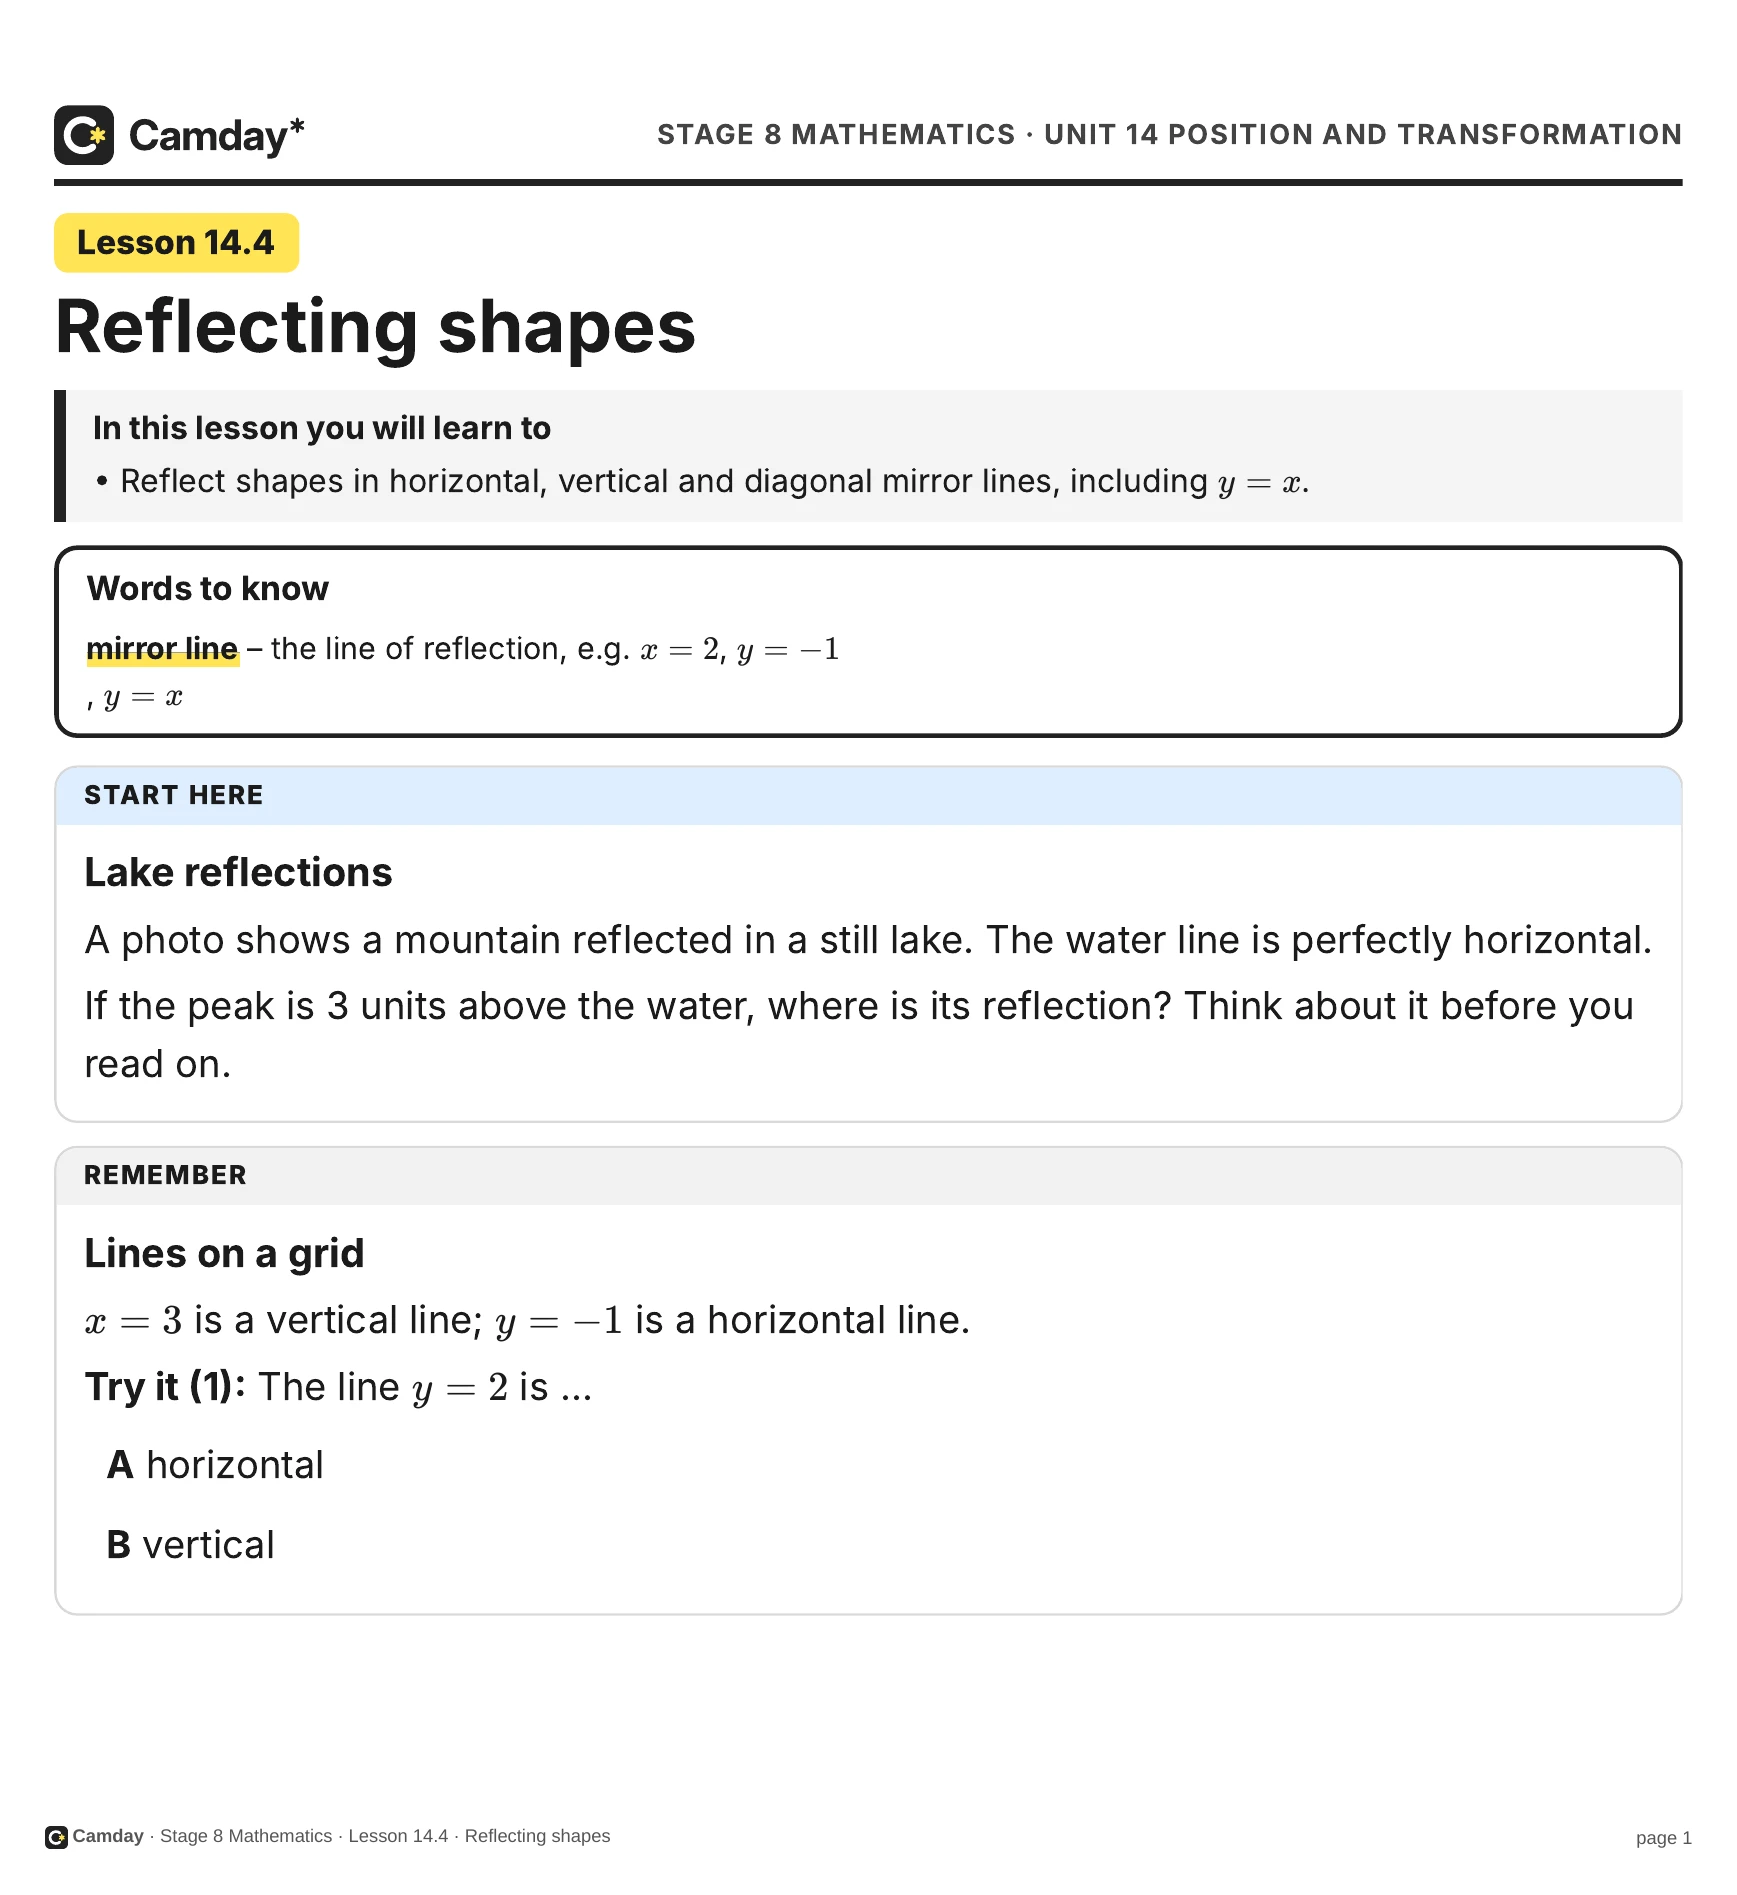 Camday*
STAGE 8 MATHEMATICS · UNIT 14 POSITION AND TRANSFORMATION
Lesson 14.4
Reflecting shapes
In this lesson you will learn to
• Reflect shapes in horizontal, vertical and diagonal mirror lines, including y = x.
Words to know
mirror line – the line of reflection, e.g. x = 2, y = −1
, y = x
START HERE
Lake reflections
A photo shows a mountain reflected in a still lake. The water line is perfectly horizontal.
If the peak is 3 units above the water, where is its reflection? Think about it before you
read on.
REMEMBER
Lines on a grid
x = 3 is a vertical line; y = −1 is a horizontal line.
Try it (1): The line y = 2 is ...
A horizontal
B vertical
Camday · Stage 8 Mathematics · Lesson 14.4 · Reflecting shapes
page 1